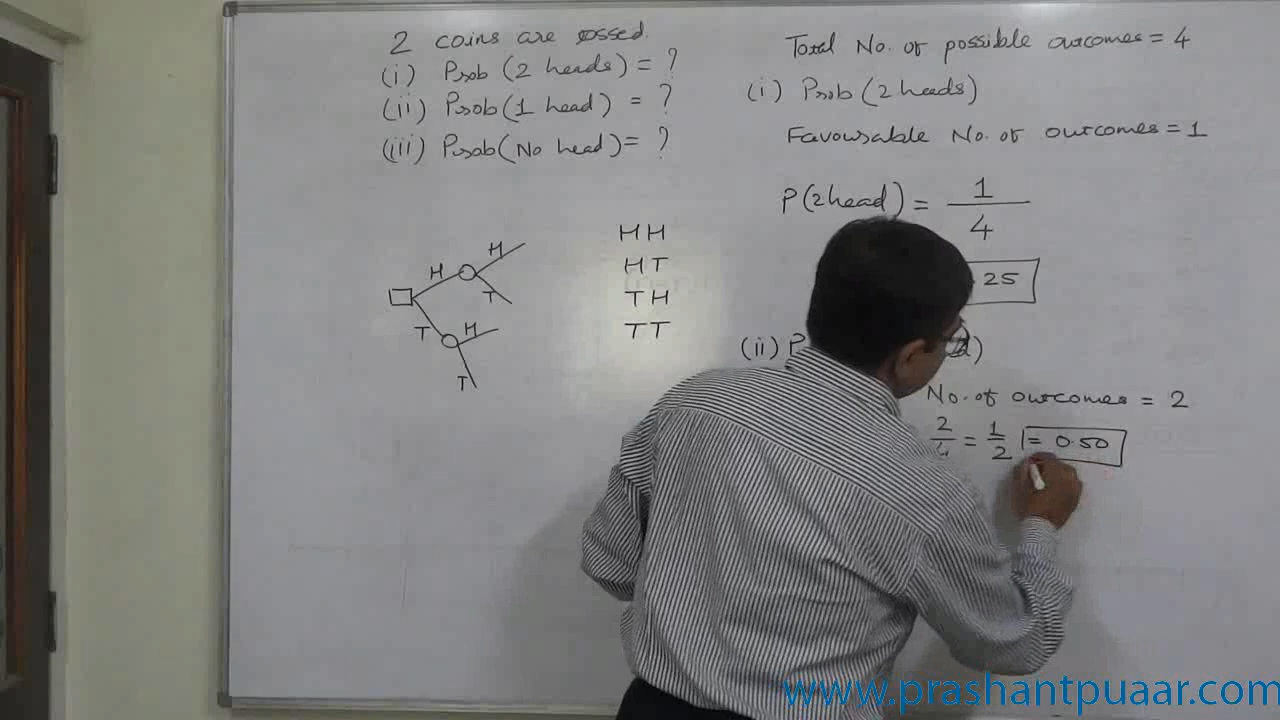 2 coins are tossed.
(i) Prob (2 heads) = ?
(ii) Prob (1 head) = ?
(iii) Prob (No head) = ?
H
H
T
T
H
T
HH
HT
TH
TT
Total No. of possible outcomes = 4
(i) Prob (2 heads)
Favourable No. of outcomes = 1
P(2head) = 1/4
25
(ii) P
No. of outcomes = 2
2/4 = 1/2 = 0.50
www.prashantpuaar.com